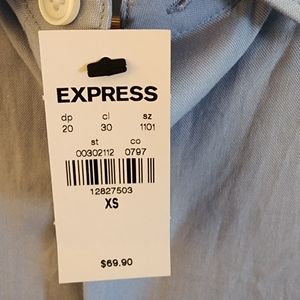 EXPRESS
dp cl sz
20 30 1101
st co
00302112 0797
12827503
XS
$69.90